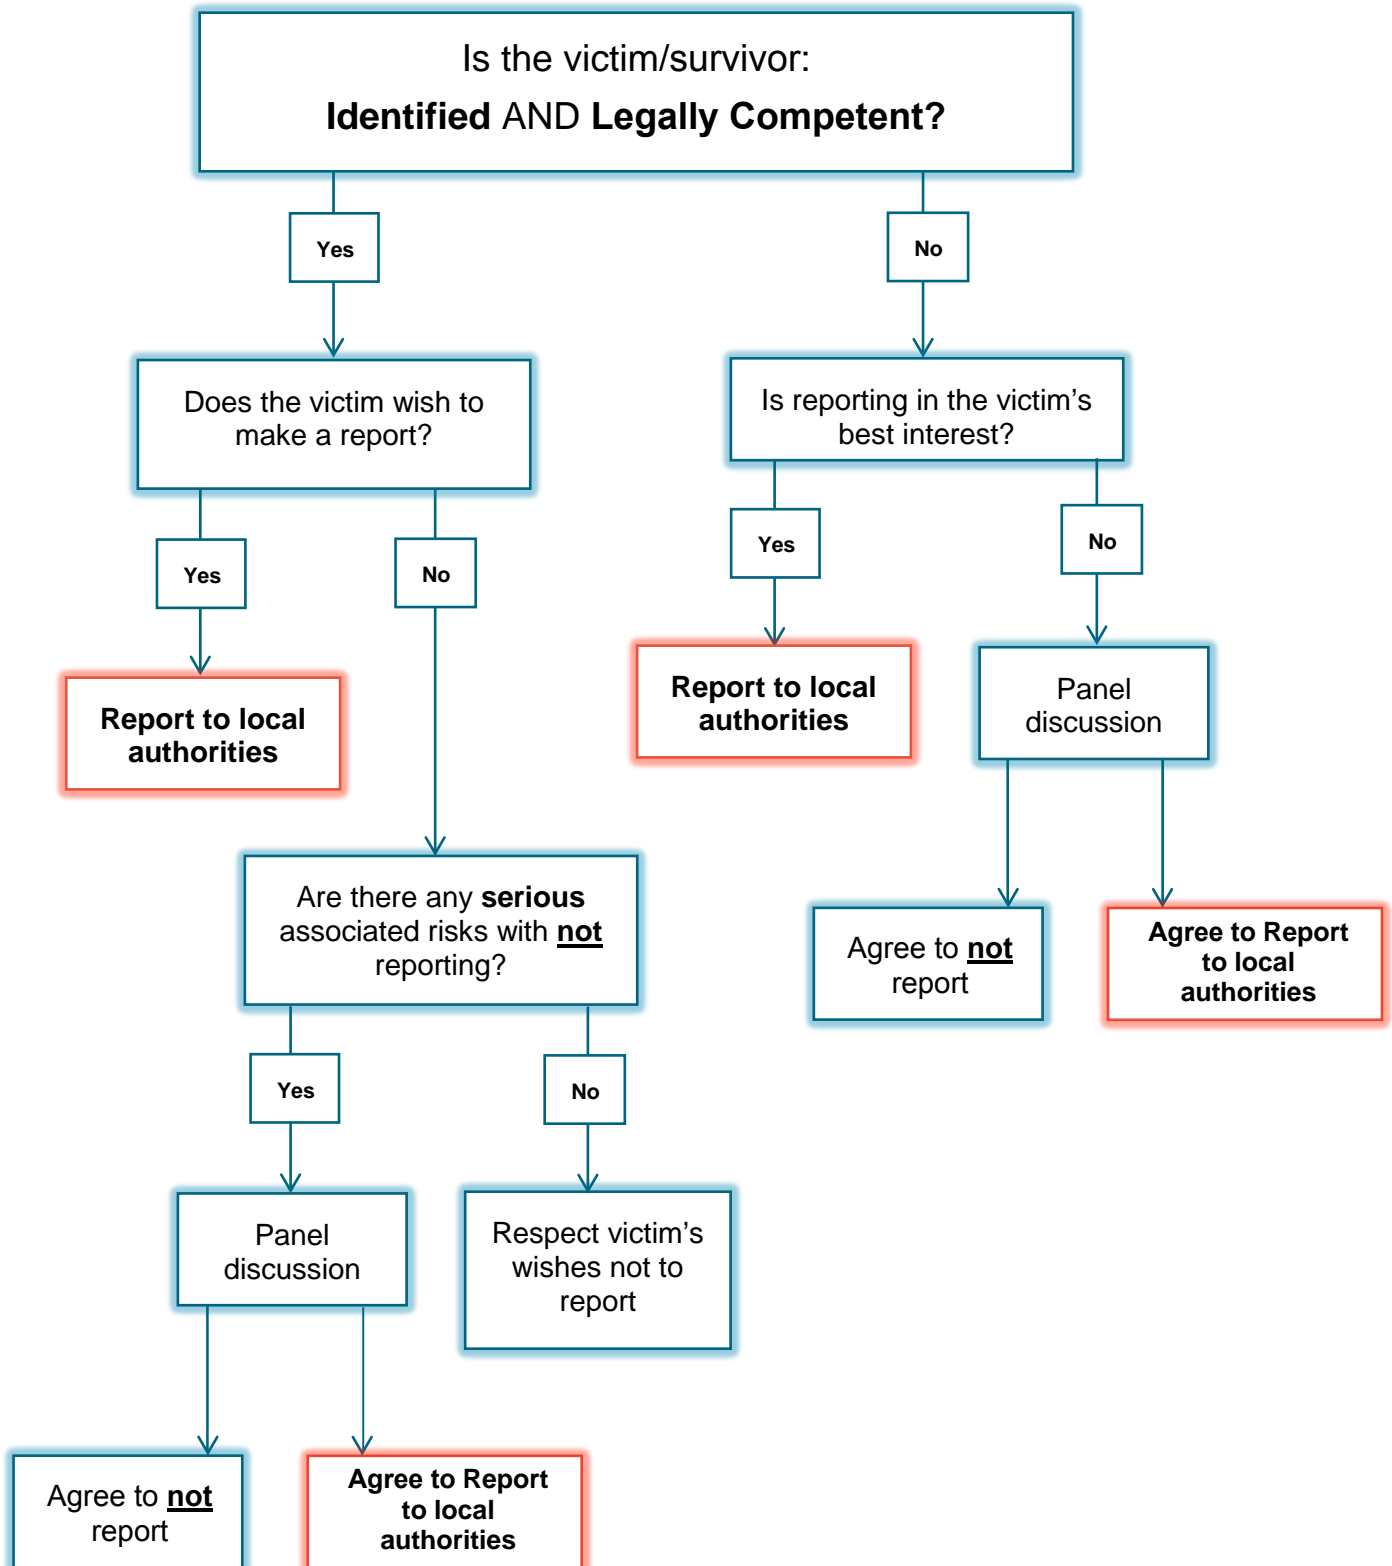 Is the victim/survivor:
Identified AND Legally Competent?
Yes
No
Does the victim wish to
make a report?
Is reporting in the victim's
best interest?
Yes
No
Yes
No
Report to local
authorities
Report to local
authorities
Panel
discussion
Are there any serious
associated risks with not
reporting?
Agree to not
report
Agree to Report
to local
authorities
Yes
No
Panel
discussion
Respect victim's
wishes not to
report
Agree to not
report
Agree to Report
to local
authorities